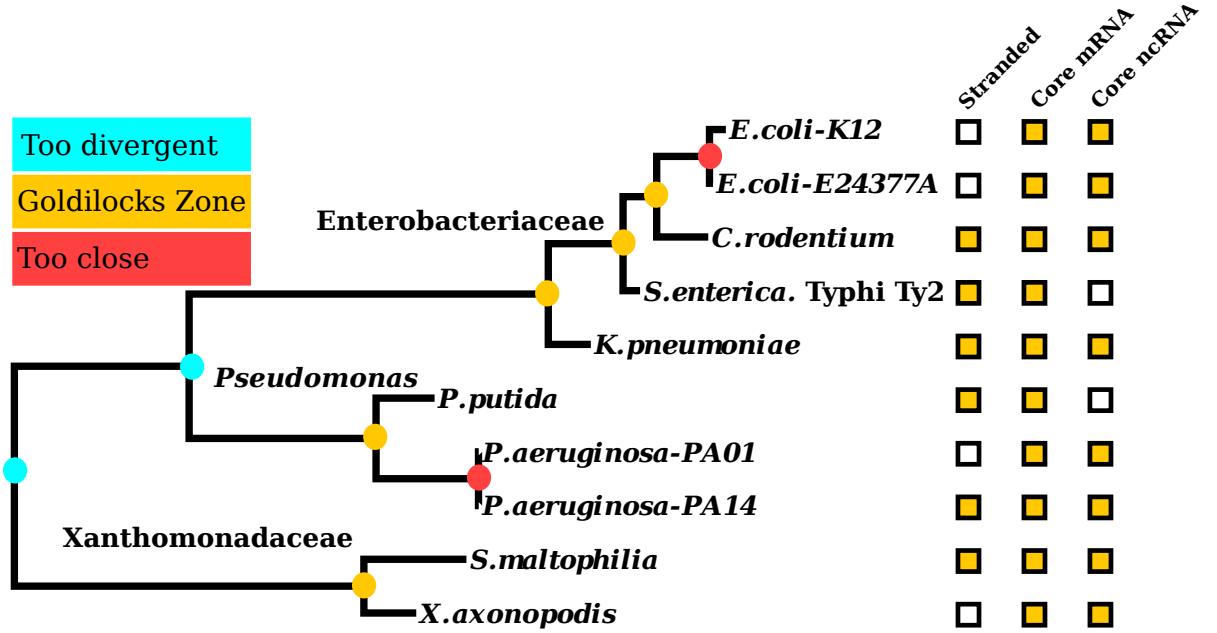 Stranded
Core mRNA
Core ncRNA
Too divergent
Goldilocks Zone
Too close
E.coli-K12
E.coli-E24377A
Enterobacteriaceae
C.rodentium
S.enterica. Typhi Ty2
K.pneumoniae
Pseudomonas
P.putida
P.aeruginosa-PA01
P.aeruginosa-PA14
Xanthomonadaceae
S.maltophilia
X.axonopodis